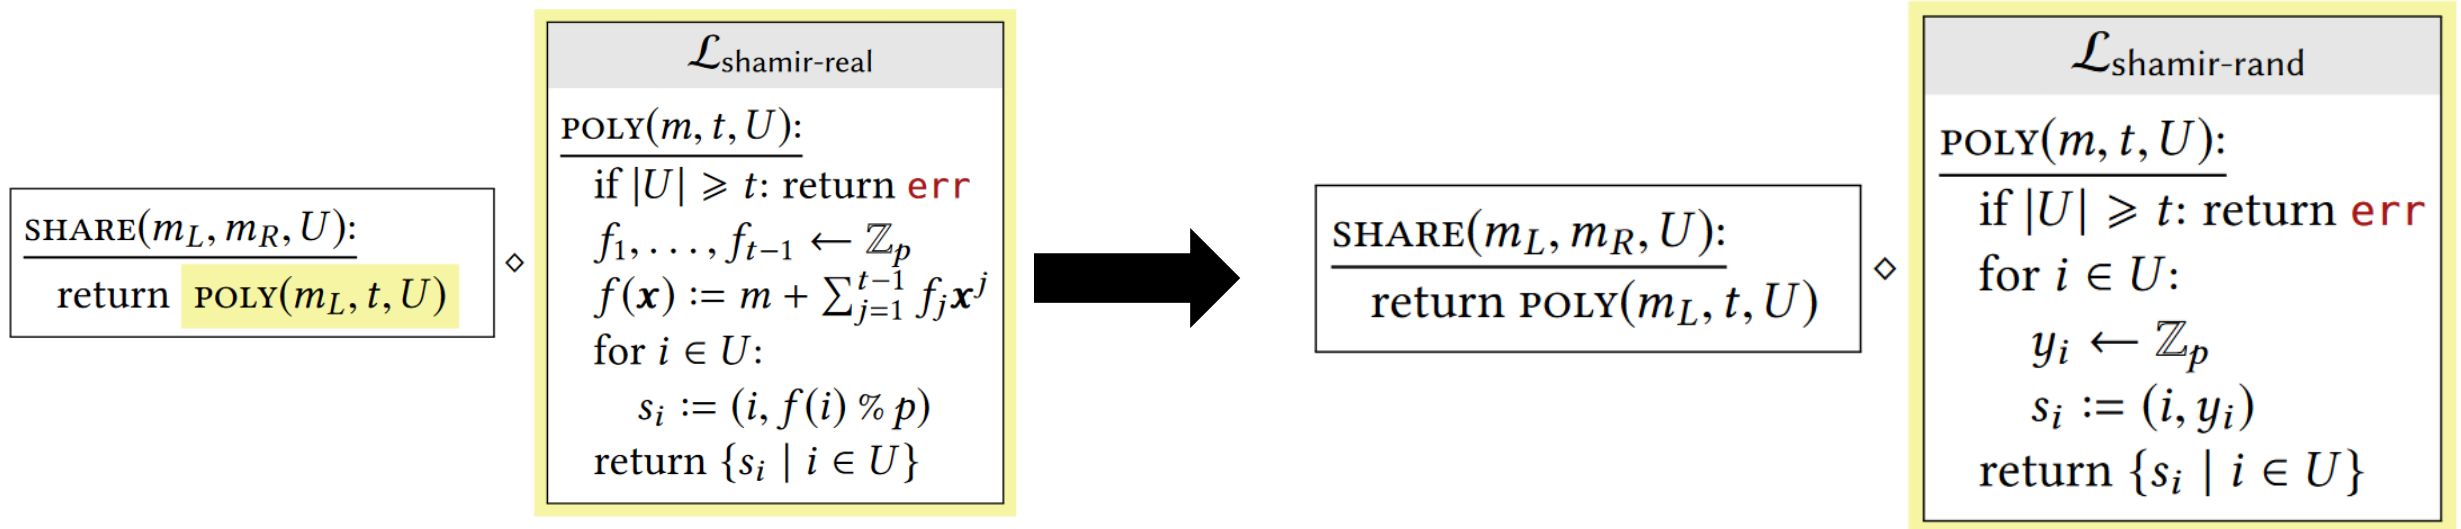 SHARE(m_L, m_R, U):
return POLY(m_L, t, U)
⋄
ℒ_shamir-real
POLY(m, t, U):
if |U| ⩾ t: return err
f_1, . . . , f_{t−1} ← ℤ_p
f(𝒙) := m + ∑_{j=1}^{t−1} f_j 𝒙^j
for i ∈ U:
s_i := (i, f(i) % p)
return {s_i | i ∈ U}
SHARE(m_L, m_R, U):
return POLY(m_L, t, U)
⋄
ℒ_shamir-rand
POLY(m, t, U):
if |U| ⩾ t: return err
for i ∈ U:
y_i ← ℤ_p
s_i := (i, y_i)
return {s_i | i ∈ U}